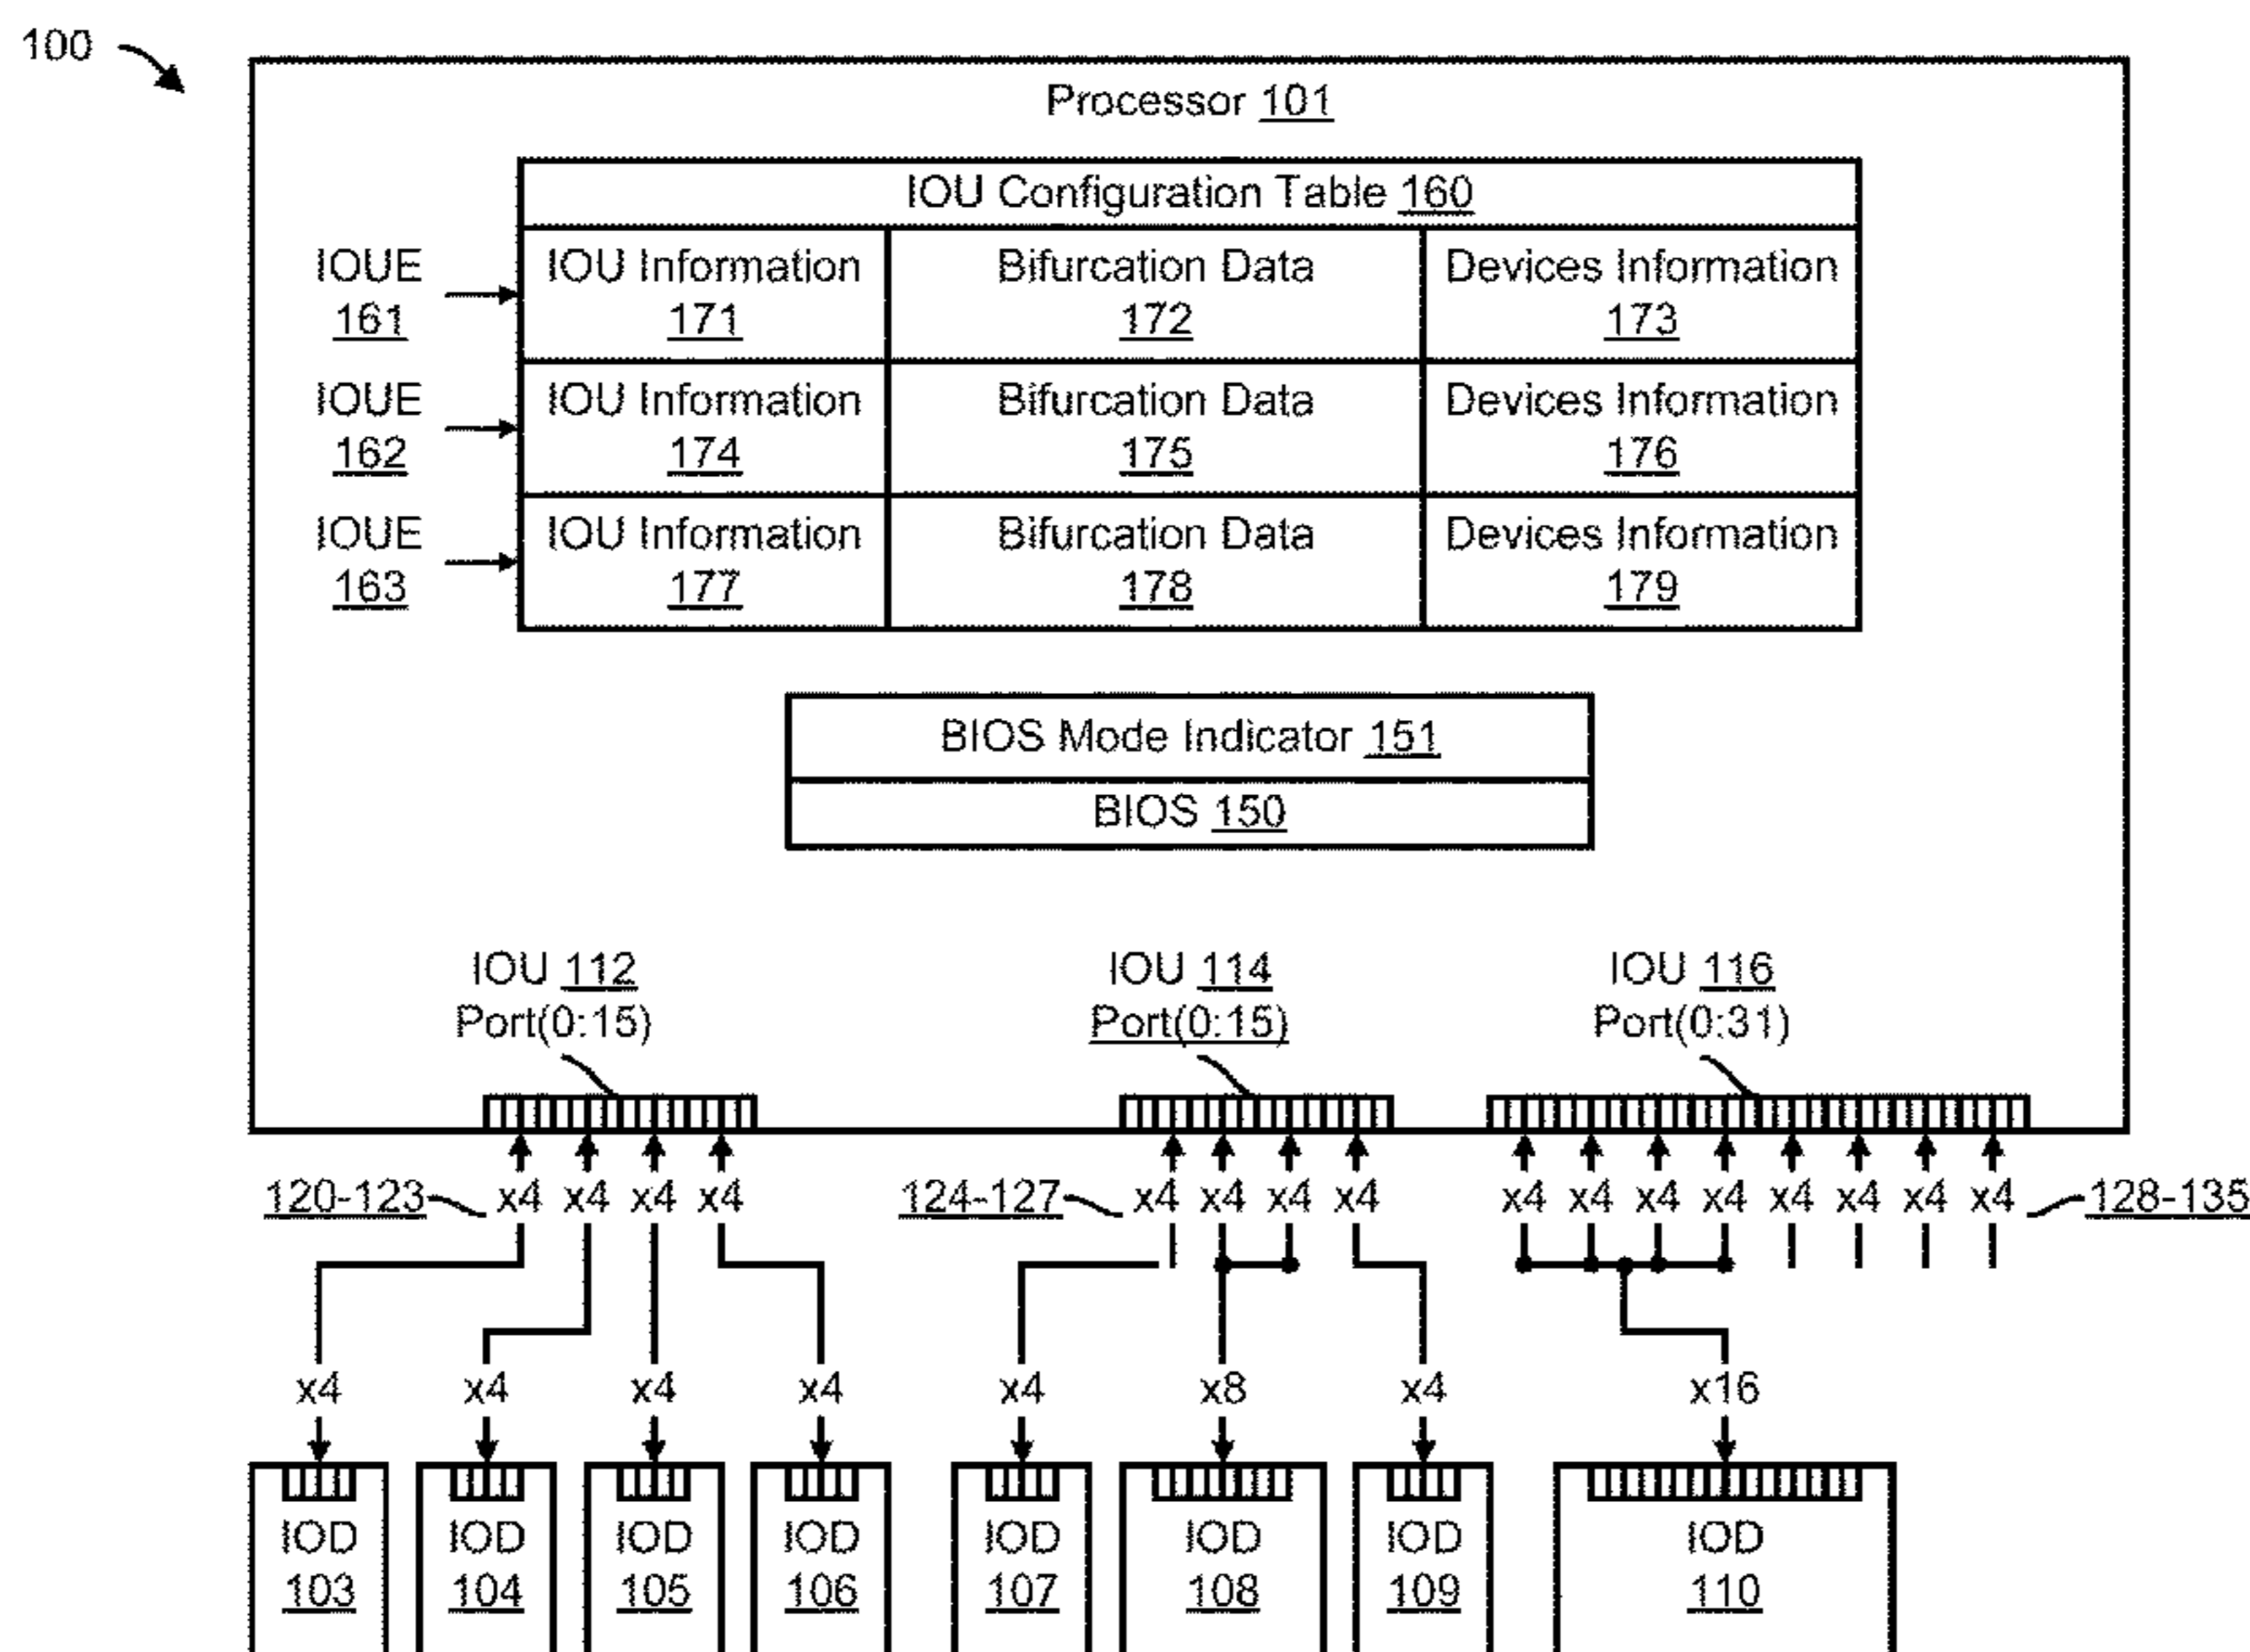 100
Processor 101
IOU Configuration Table 160
IOUE
161
IOU Information
171
Bifurcation Data
172
Devices Information
173
IOUE
162
IOU Information
174
Bifurcation Data
175
Devices Information
176
IOUE
163
IOU Information
177
Bifurcation Data
178
Devices Information
179
BIOS Mode Indicator 151
BIOS 150
IOU 112
Port(0:15)
IOU 114
Port(0:15)
IOU 116
Port(0:31)
120-123 x4 x4 x4 x4
124-127 x4 x4 x4 x4
x4 x4 x4 x4 x4 x4 x4 x4 128-135
x4 x4 x4 x4 x4 x8 x4 x16
IOD
103
IOD
104
IOD
105
IOD
106
IOD
107
IOD
108
IOD
109
IOD
110